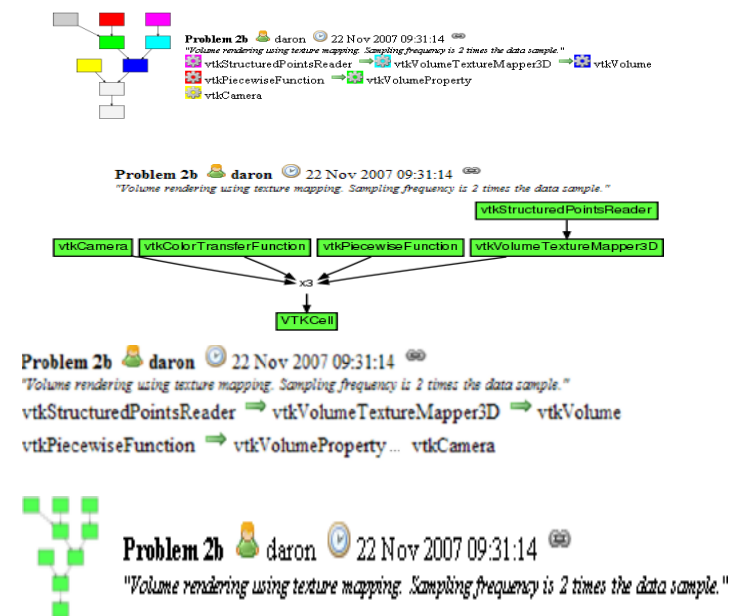 Problem 2b daron 22 Nov 2007 09:31:14
"Volume rendering using texture mapping. Sampling frequency is 2 times the data sample."
vtkStructuredPointsReader vtkVolumeTextureMapper3D vtkVolume
vtkPiecewiseFunction vtkVolumeProperty
vtkCamera
Problem 2b daron 22 Nov 2007 09:31:14
"Volume rendering using texture mapping. Sampling frequency is 2 times the data sample."
vtkStructuredPointsReader
vtkCamera vtkColorTransferFunction vtkPiecewiseFunction vtkVolumeTextureMapper3D
x3
VTKCell
Problem 2b daron 22 Nov 2007 09:31:14
"Volume rendering using texture mapping. Sampling frequency is 2 times the data sample."
vtkStructuredPointsReader vtkVolumeTextureMapper3D vtkVolume
vtkPiecewiseFunction vtkVolumeProperty... vtkCamera
Problem 2b daron 22 Nov 2007 09:31:14
"Volume rendering using texture mapping. Sampling frequency is 2 times the data sample."